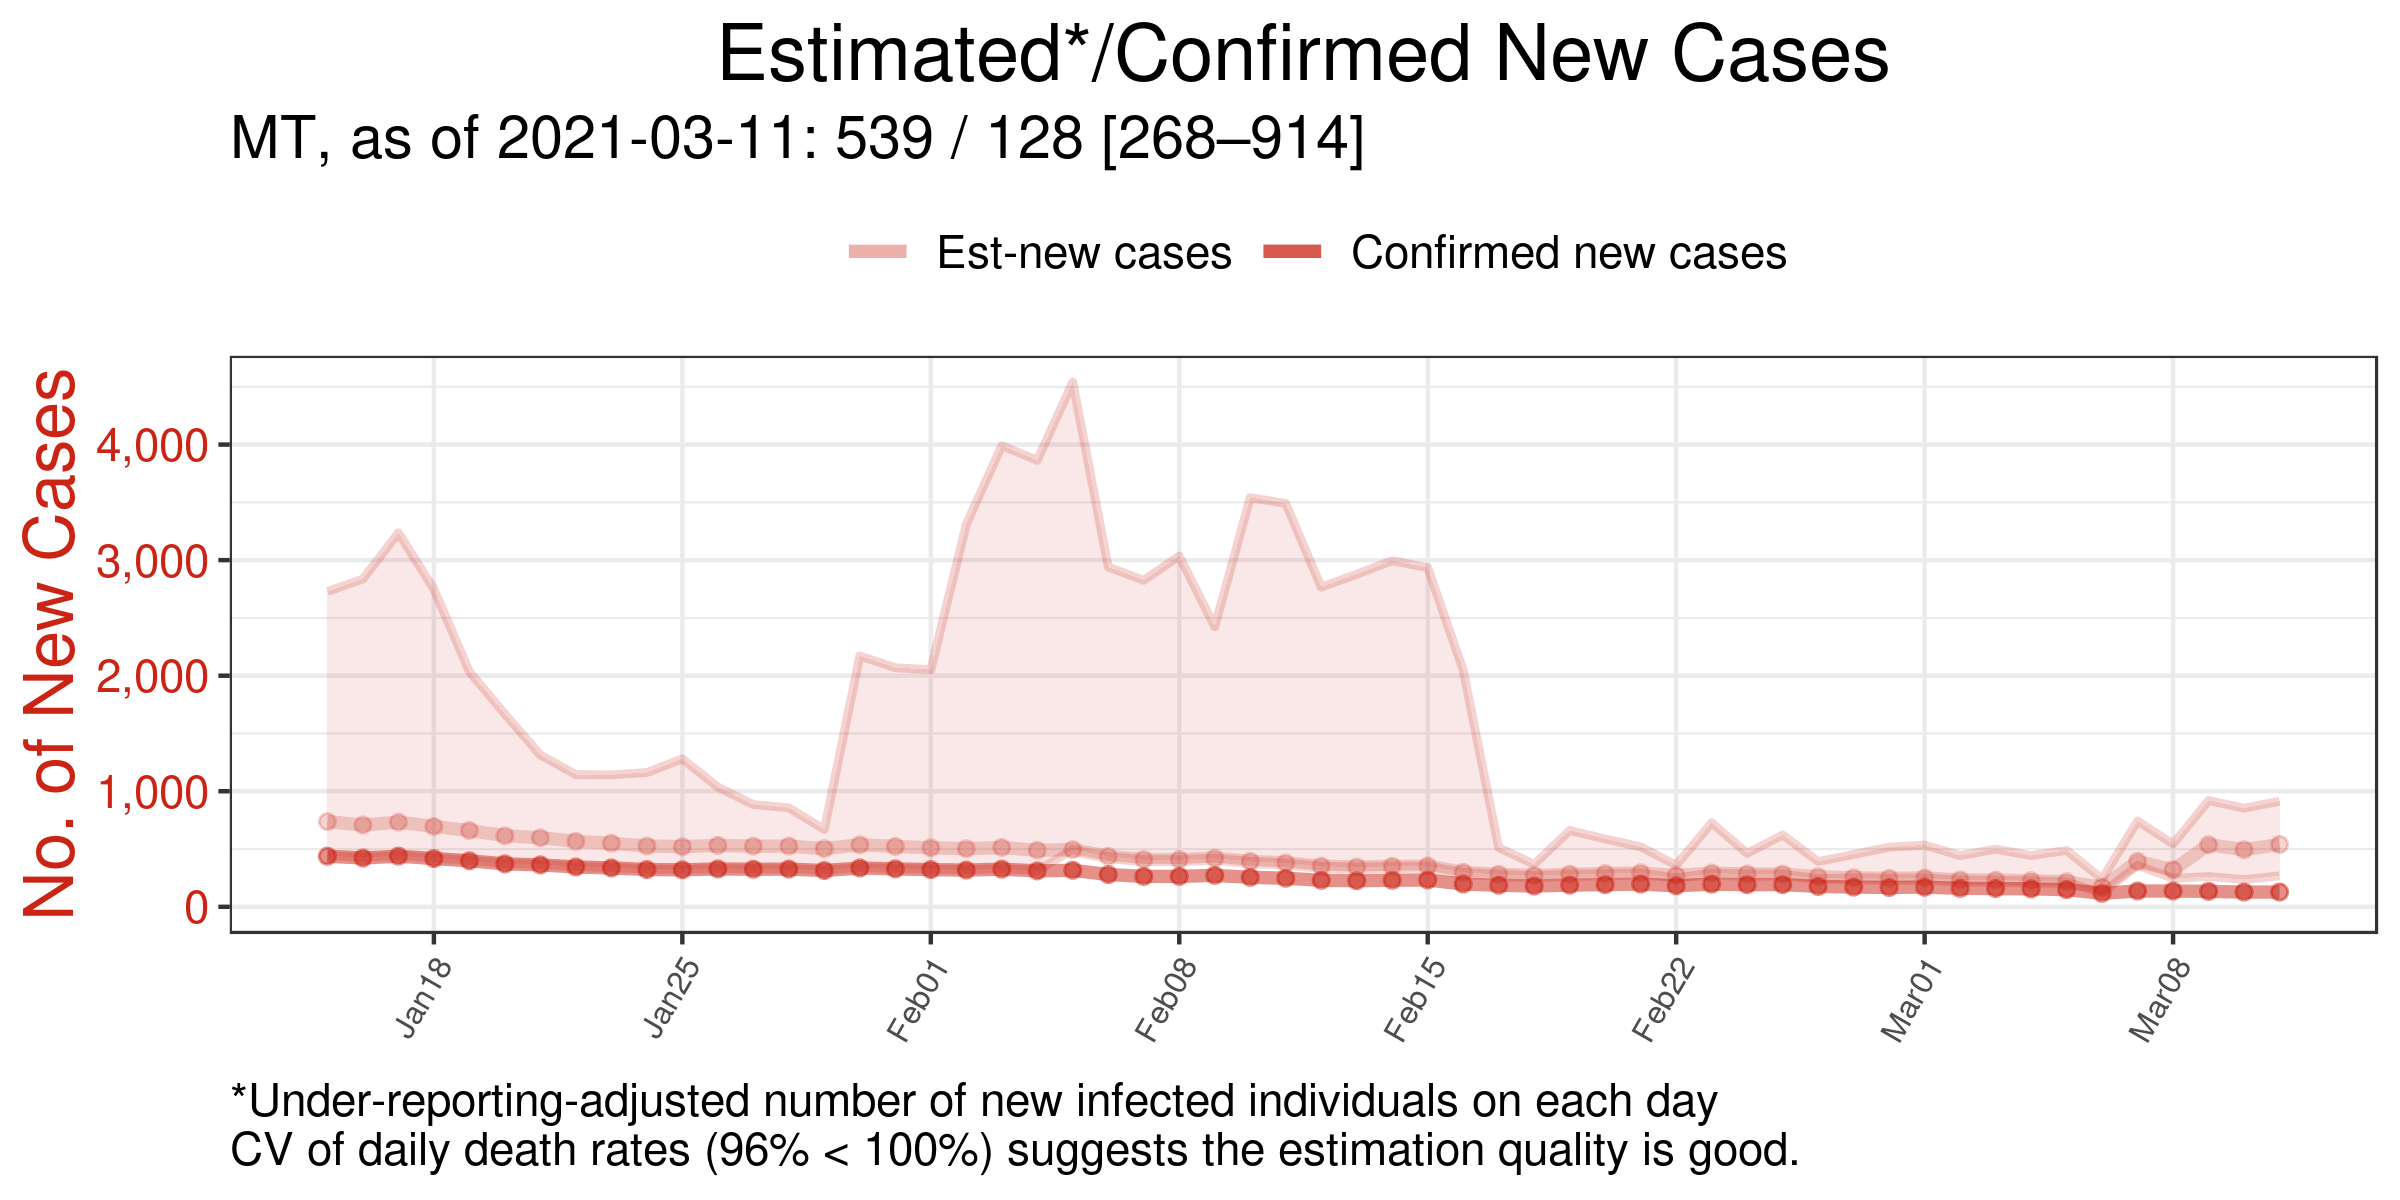 Estimated*/Confirmed New Cases
MT, as of 2021-03-11: 539 / 128 [268–914]
Est-new cases Confirmed new cases
No. of New Cases
4,000
3,000
2,000
1,000
0
Jan18 Jan25 Feb01 Feb08 Feb15 Feb22 Mar01 Mar08
*Under-reporting-adjusted number of new infected individuals on each day
CV of daily death rates (96% < 100%) suggests the estimation quality is good.